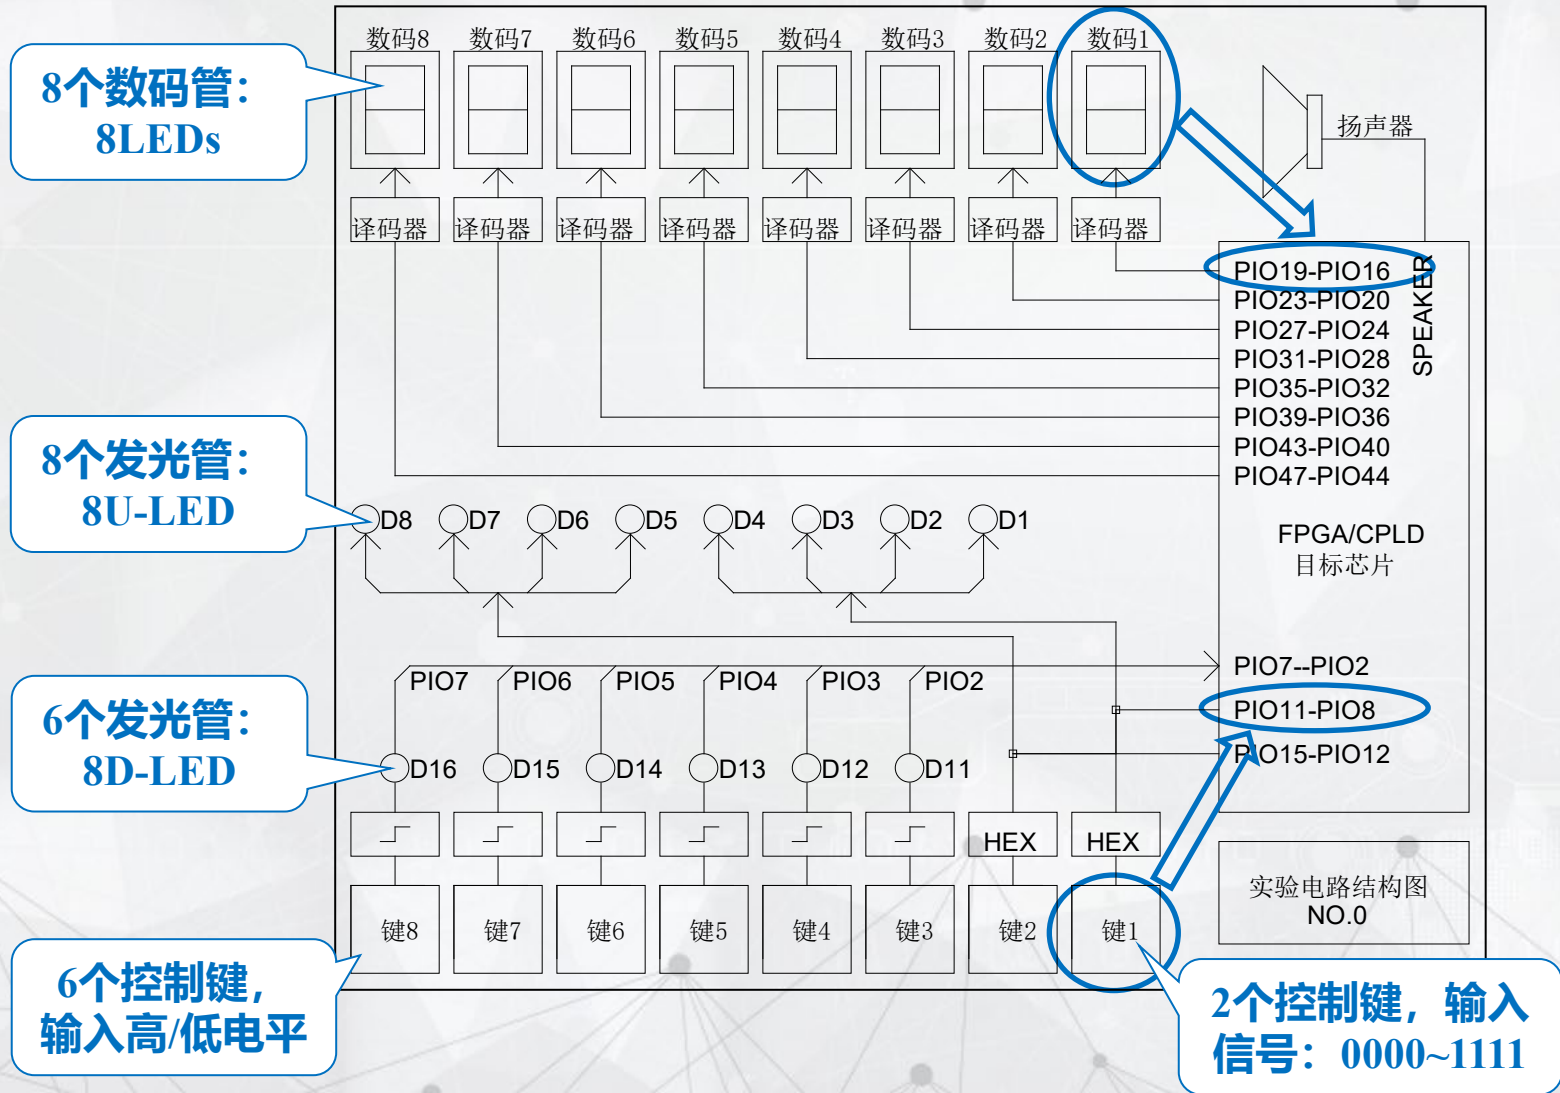 数码8 数码7 数码6 数码5 数码4 数码3 数码2 数码1
8个数码管：
8LEDs
扬声器
译码器 译码器 译码器 译码器 译码器 译码器 译码器 译码器
SPEAKER
PIO19-PIO16
PIO23-PIO20
PIO27-PIO24
PIO31-PIO28
PIO35-PIO32
PIO39-PIO36
PIO43-PIO40
PIO47-PIO44
8个发光管：
8U-LED
D8 D7 D6 D5 D4 D3 D2 D1
FPGA/CPLD
目标芯片
PIO7 PIO6 PIO5 PIO4 PIO3 PIO2
PIO7--PIO2
PIO11-PIO8
PIO15-PIO12
6个发光管：
8D-LED
D16 D15 D14 D13 D12 D11
HEX HEX
键8 键7 键6 键5 键4 键3 键2 键1
实验电路结构图
NO.0
6个控制键，
输入高/低电平
2个控制键，输入
信号：0000~1111